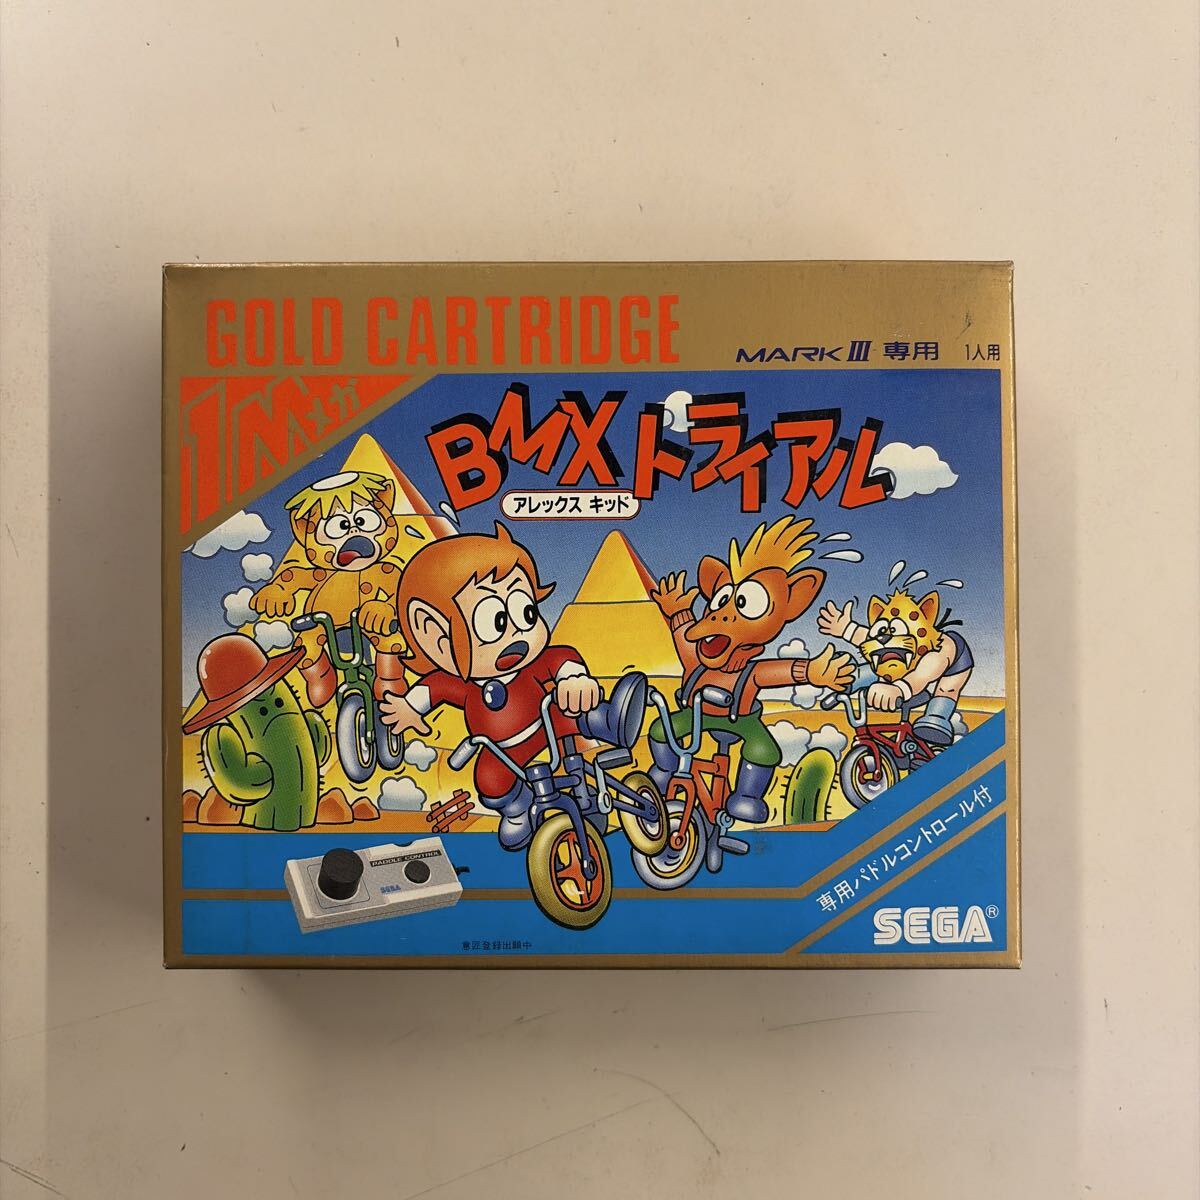 GOLD CARTRIDGE
MARK III 専用 1人用
1Mメガ
BMXトライアル
アレックス キッド
PADDLE CONTROL
SEGA
専用パドルコントロール付
SEGA®
意匠登録出願中